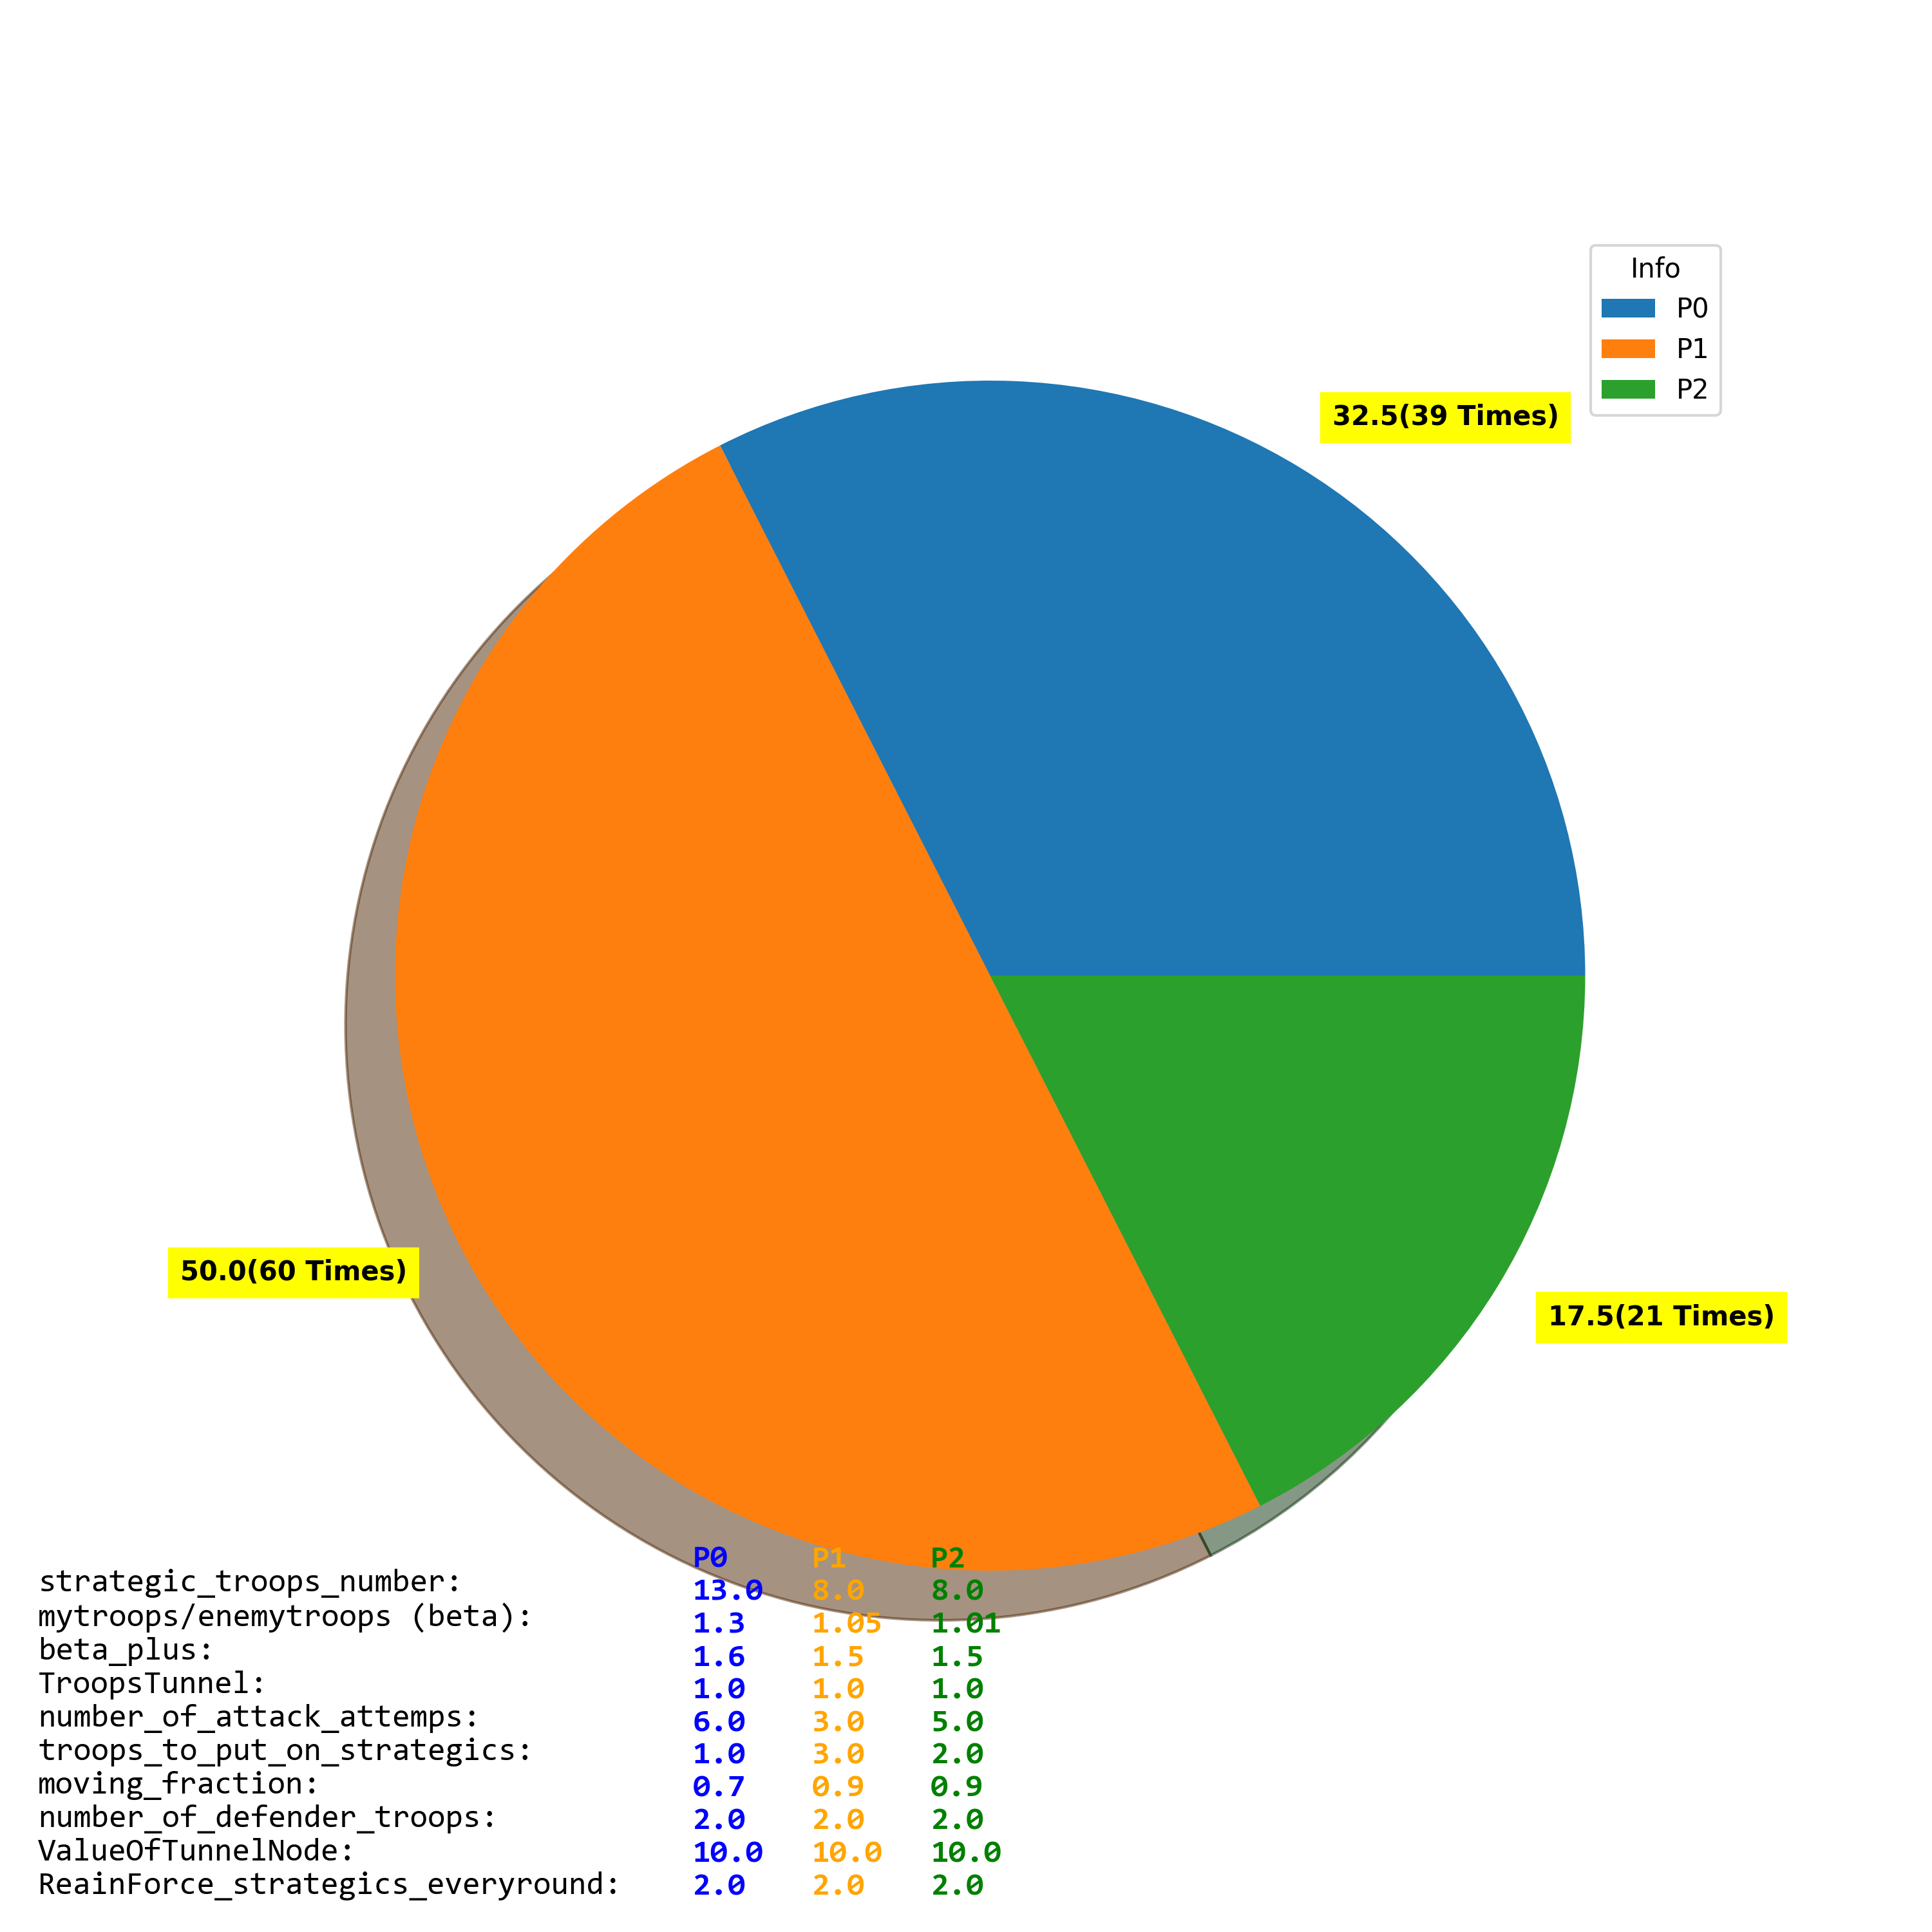 Info
P0
P1
P2
32.5(39 Times)
50.0(60 Times)
17.5(21 Times)
P0 P1 P2
strategic_troops_number: 13.0 8.0 8.0
mytroops/enemytroops (beta): 1.3 1.05 1.01
beta_plus: 1.6 1.5 1.5
TroopsTunnel: 1.0 1.0 1.0
number_of_attack_attemps: 6.0 3.0 5.0
troops_to_put_on_strategics: 1.0 3.0 2.0
moving_fraction: 0.7 0.9 0.9
number_of_defender_troops: 2.0 2.0 2.0
ValueOfTunnelNode: 10.0 10.0 10.0
ReainForce_strategics_everyround: 2.0 2.0 2.0